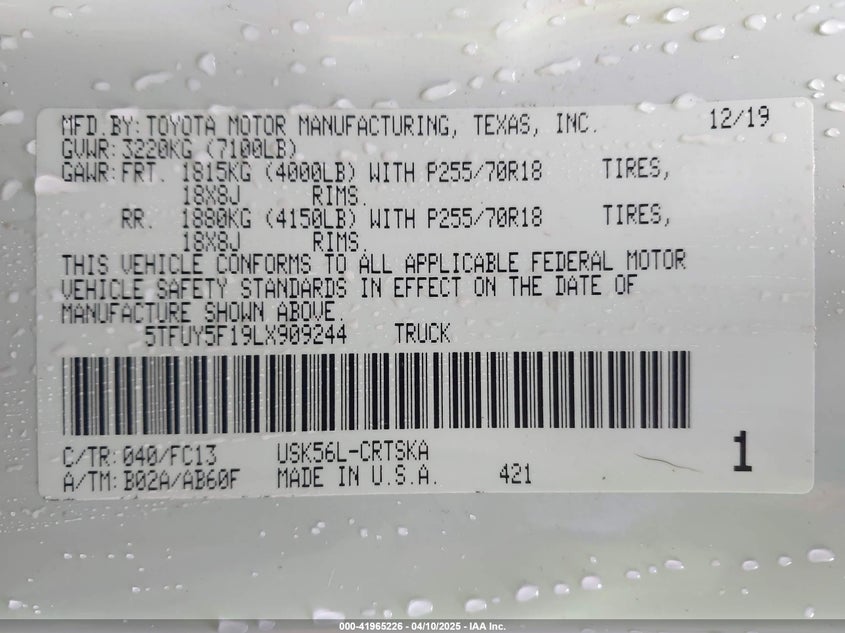 MFD.BY: TOYOTA MOTOR MANUFACTURING, TEXAS, INC. 12/19
GVWR: 3220KG (7100LB)
GAWR: FRT. 1815KG (4000LB) WITH P255/70R18 TIRES,
18X8J RIMS.
RR. 1880KG (4150LB) WITH P255/70R18 TIRES,
18X8J RIMS.
THIS VEHICLE CONFORMS TO ALL APPLICABLE FEDERAL MOTOR
VEHICLE SAFETY STANDARDS IN EFFECT ON THE DATE OF
MANUFACTURE SHOWN ABOVE.
5TFUY5F19LX909244 TRUCK
C/TR: 040/FC13 USK56L-CRTSKA 1
A/TM: B02A/AB60F MADE IN U.S.A. 421
000-41965226 - 04/10/2025 - IAA Inc.